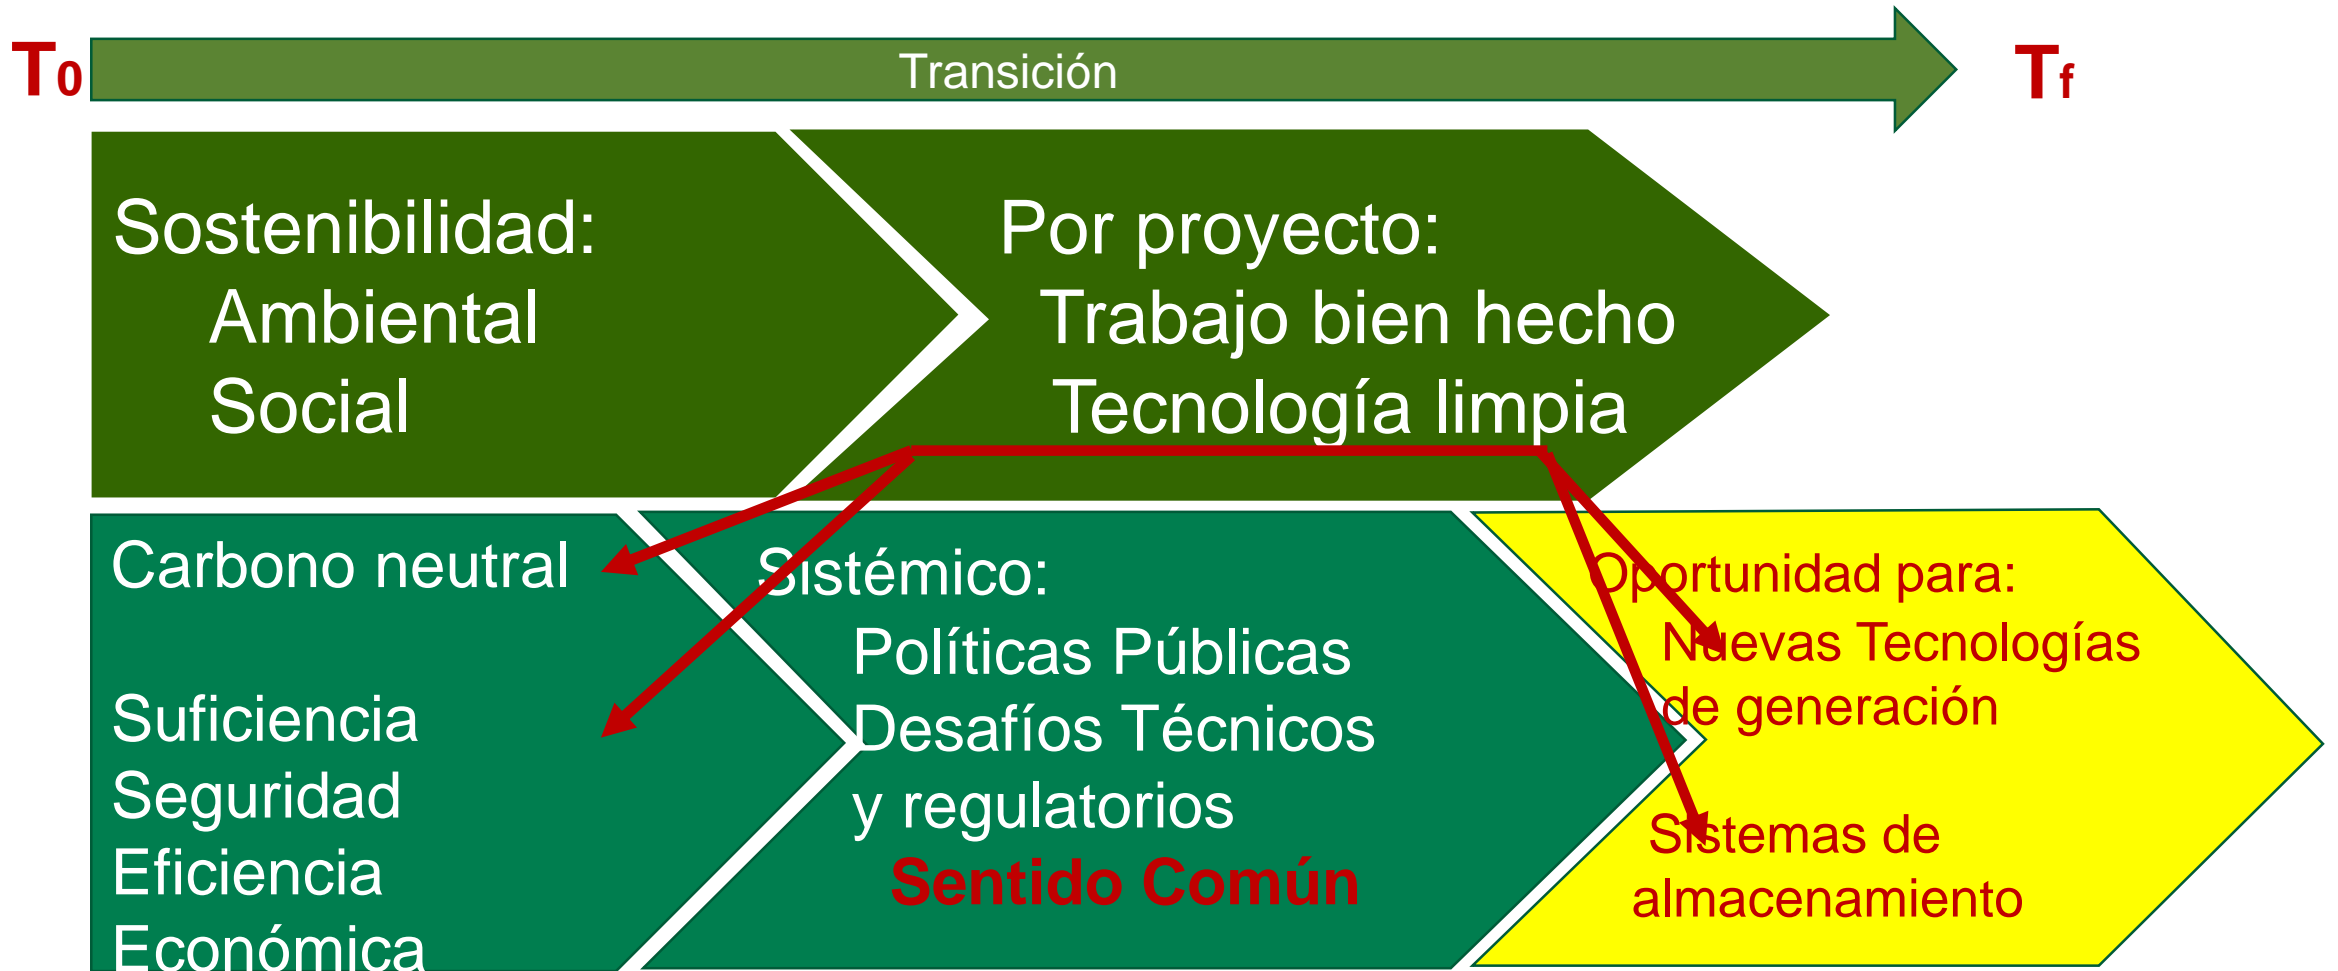 T0
Transición
Tf
Sostenibilidad:
Ambiental
Social
Por proyecto:
Trabajo bien hecho
Tecnología limpia
Carbono neutral
Suficiencia
Seguridad
Eficiencia
Económica
Sistémico:
Políticas Públicas
Desafíos Técnicos
y regulatorios
Sentido Común
Oportunidad para:
Nuevas Tecnologías
de generación
Sistemas de
almacenamiento